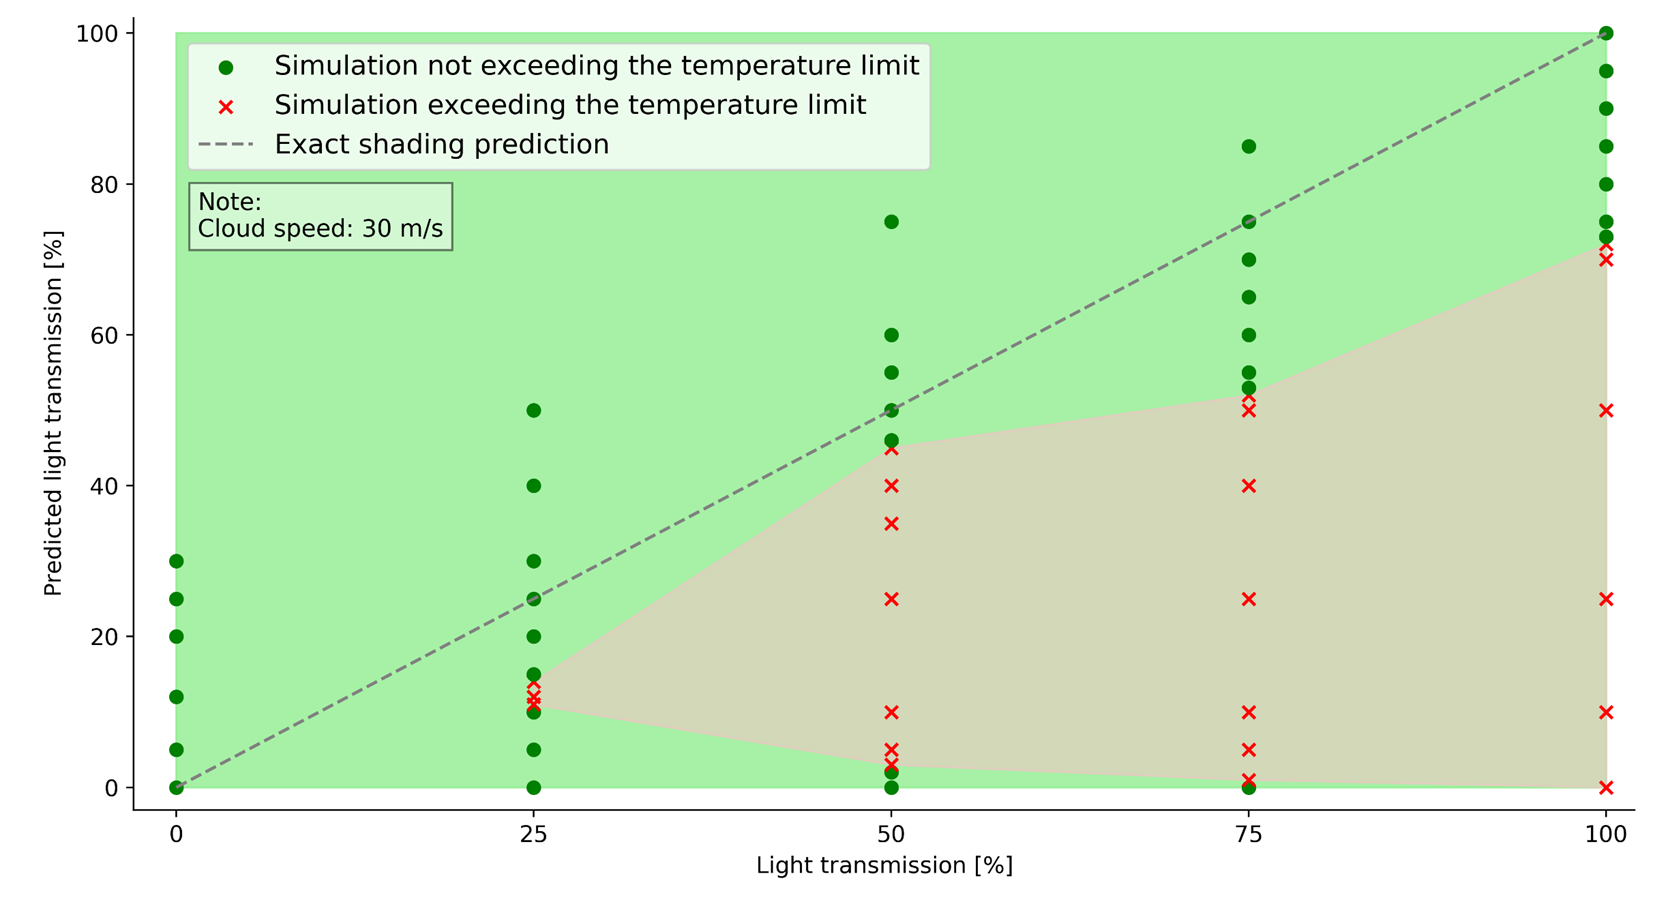 Simulation not exceeding the temperature limit
Simulation exceeding the temperature limit
Exact shading prediction
Note:
Cloud speed: 30 m/s
Predicted light transmission [%]
100
80
60
40
20
0
0 25 50 75 100
Light transmission [%]